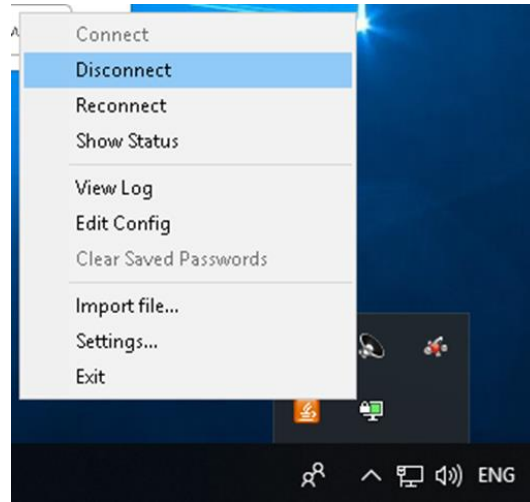 Connect
Disconnect
Reconnect
Show Status
View Log
Edit Config
Clear Saved Passwords
Import file...
Settings...
Exit
ENG